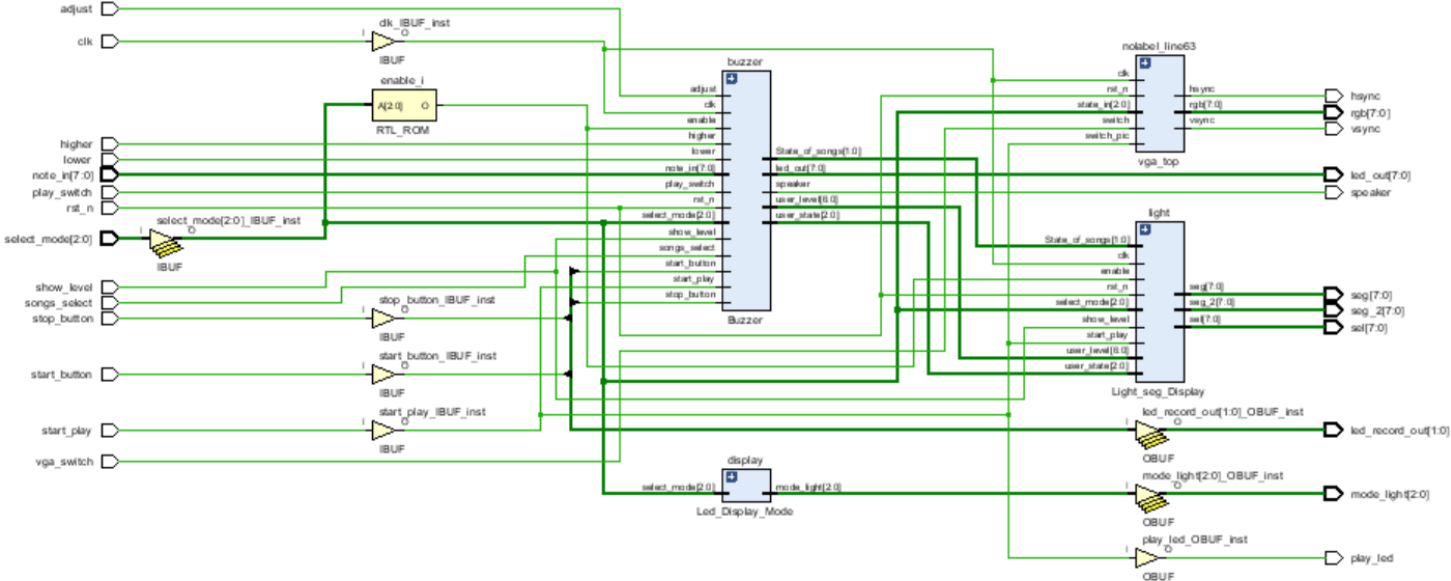 adjust
clk
clk_IBUF_inst
I
O
IBUF
enable_i
A[2:0]
O
RTL_ROM
higher
lower
note_in[7:0]
play_switch
rst_n
select_mode[2:0]
select_mode[2:0]_IBUF_inst
I
O
IBUF
show_level
songs_select
stop_button
stop_button_IBUF_inst
I
O
IBUF
start_button
start_button_IBUF_inst
I
O
IBUF
start_play
start_play_IBUF_inst
I
O
IBUF
vga_switch
buzzer
adjust
clk
enable
higher
lower
note_in[7:0]
play_switch
rst_n
select_mode[2:0]
show_level
songs_select
start_button
start_play
stop_button
State_of_songs[1:0]
led_out[7:0]
speaker
user_level[6:0]
user_state[2:0]
Buzzer
display
select_mode[2:0]
mode_light[2:0]
Led_Display_Mode
nolabel_line63
clk
rst_n
state_in[2:0]
switch
switch_pic
hsync
rgb[7:0]
vsync
vga_top
light
State_of_songs[1:0]
clk
enable
rst_n
select_mode[2:0]
show_level
start_play
user_level[6:0]
user_state[2:0]
seg[7:0]
seg_2[7:0]
sel[7:0]
Light_seg_Display
led_record_out[1:0]_OBUF_inst
I
O
OBUF
mode_light[2:0]_OBUF_inst
I
O
OBUF
play_led_OBUF_inst
I
O
OBUF
hsync
rgb[7:0]
vsync
led_out[7:0]
speaker
seg[7:0]
seg_2[7:0]
sel[7:0]
led_record_out[1:0]
mode_light[2:0]
play_led